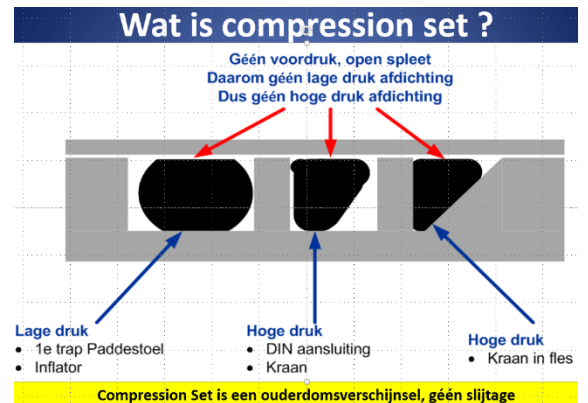 Wat is compression set ?
Géén voordruk, open spleet
Daarom géén lage druk afdichting
Dus géén hoge druk afdichting
Lage druk
• 1e trap Paddestoel
• Inflator
Hoge druk
• DIN aansluiting
• Kraan
Hoge druk
• Kraan in fles
Compression Set is een ouderdomsverschijnsel, géén slijtage